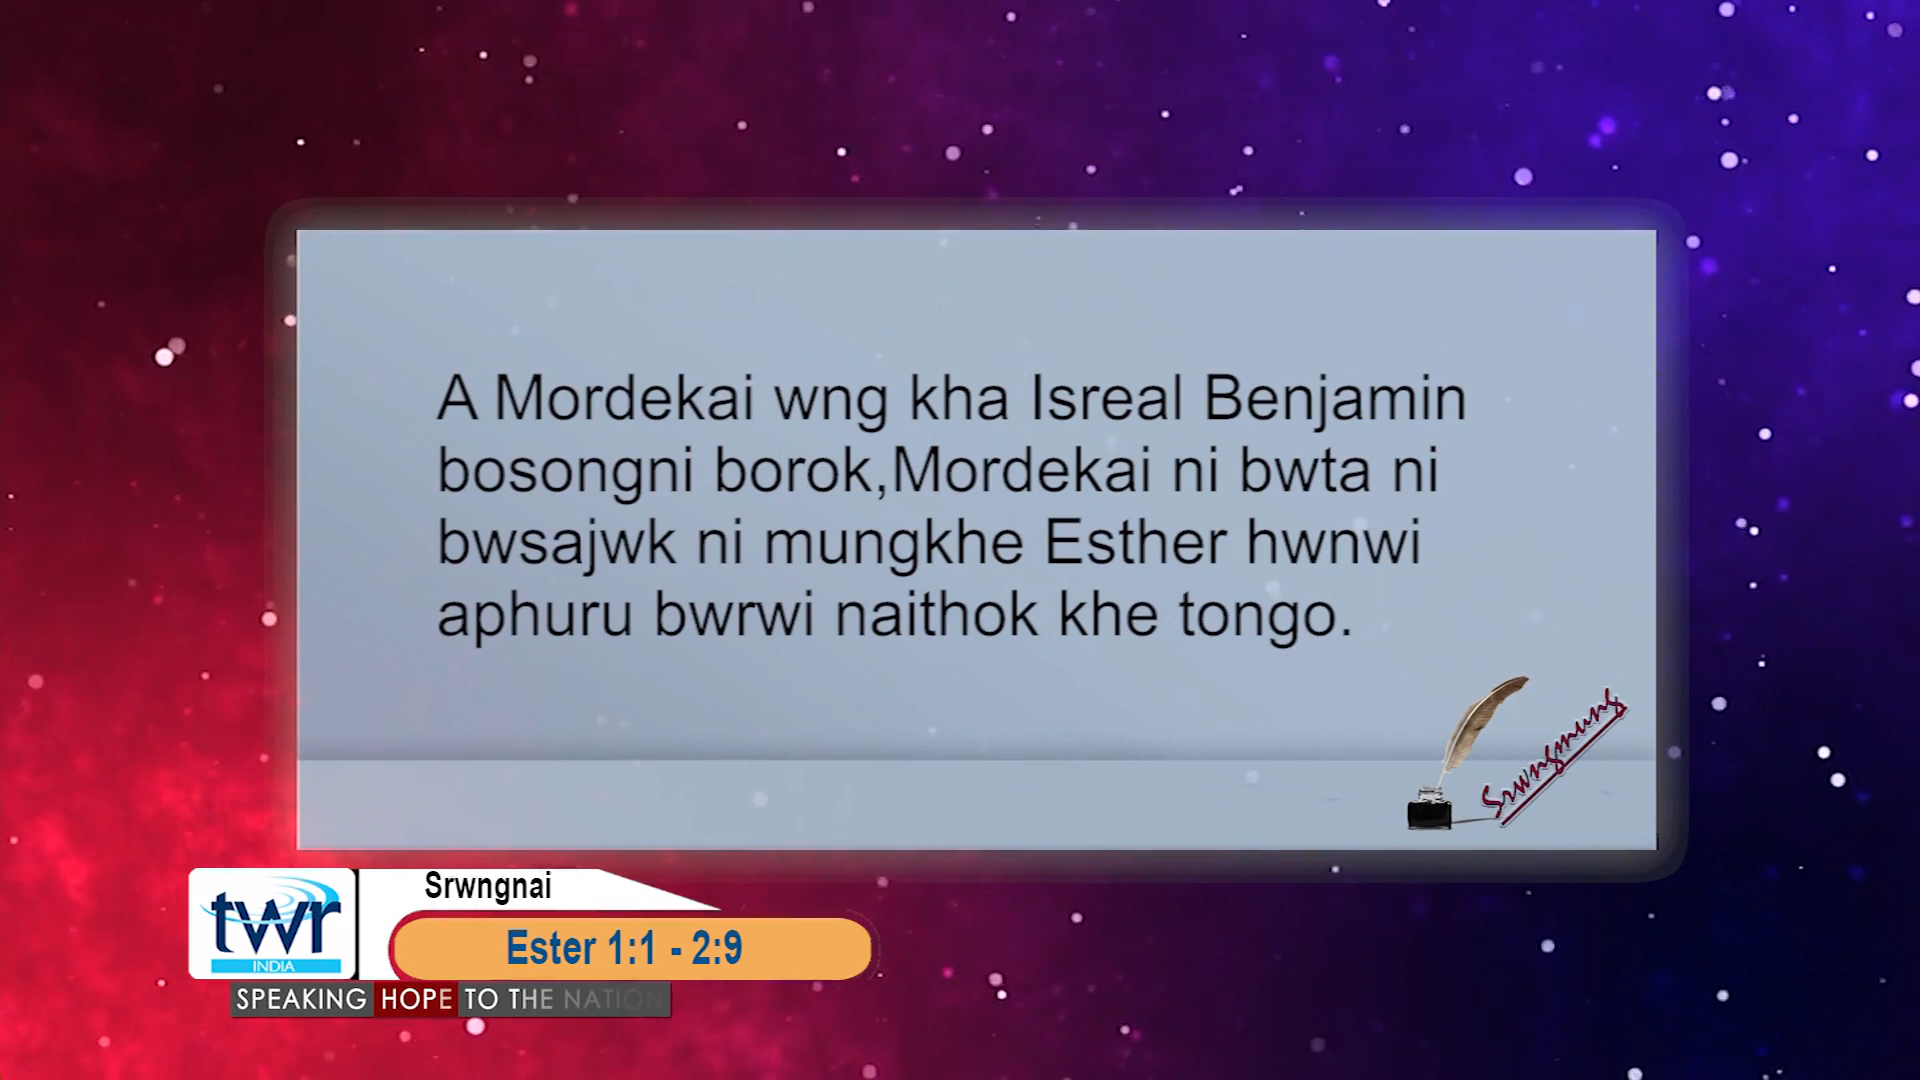 A Mordekai wng kha Isreal Benjamin
bosongni borok,Mordekai ni bwta ni
bwsajwk ni mungkhe Esther hwnwi
aphuru bwrwi naithok khe tongo.
Srwngmung
twr
INDIA
Srwngnai
Ester 1:1 - 2:9
SPEAKING HOPE TO THE NATION